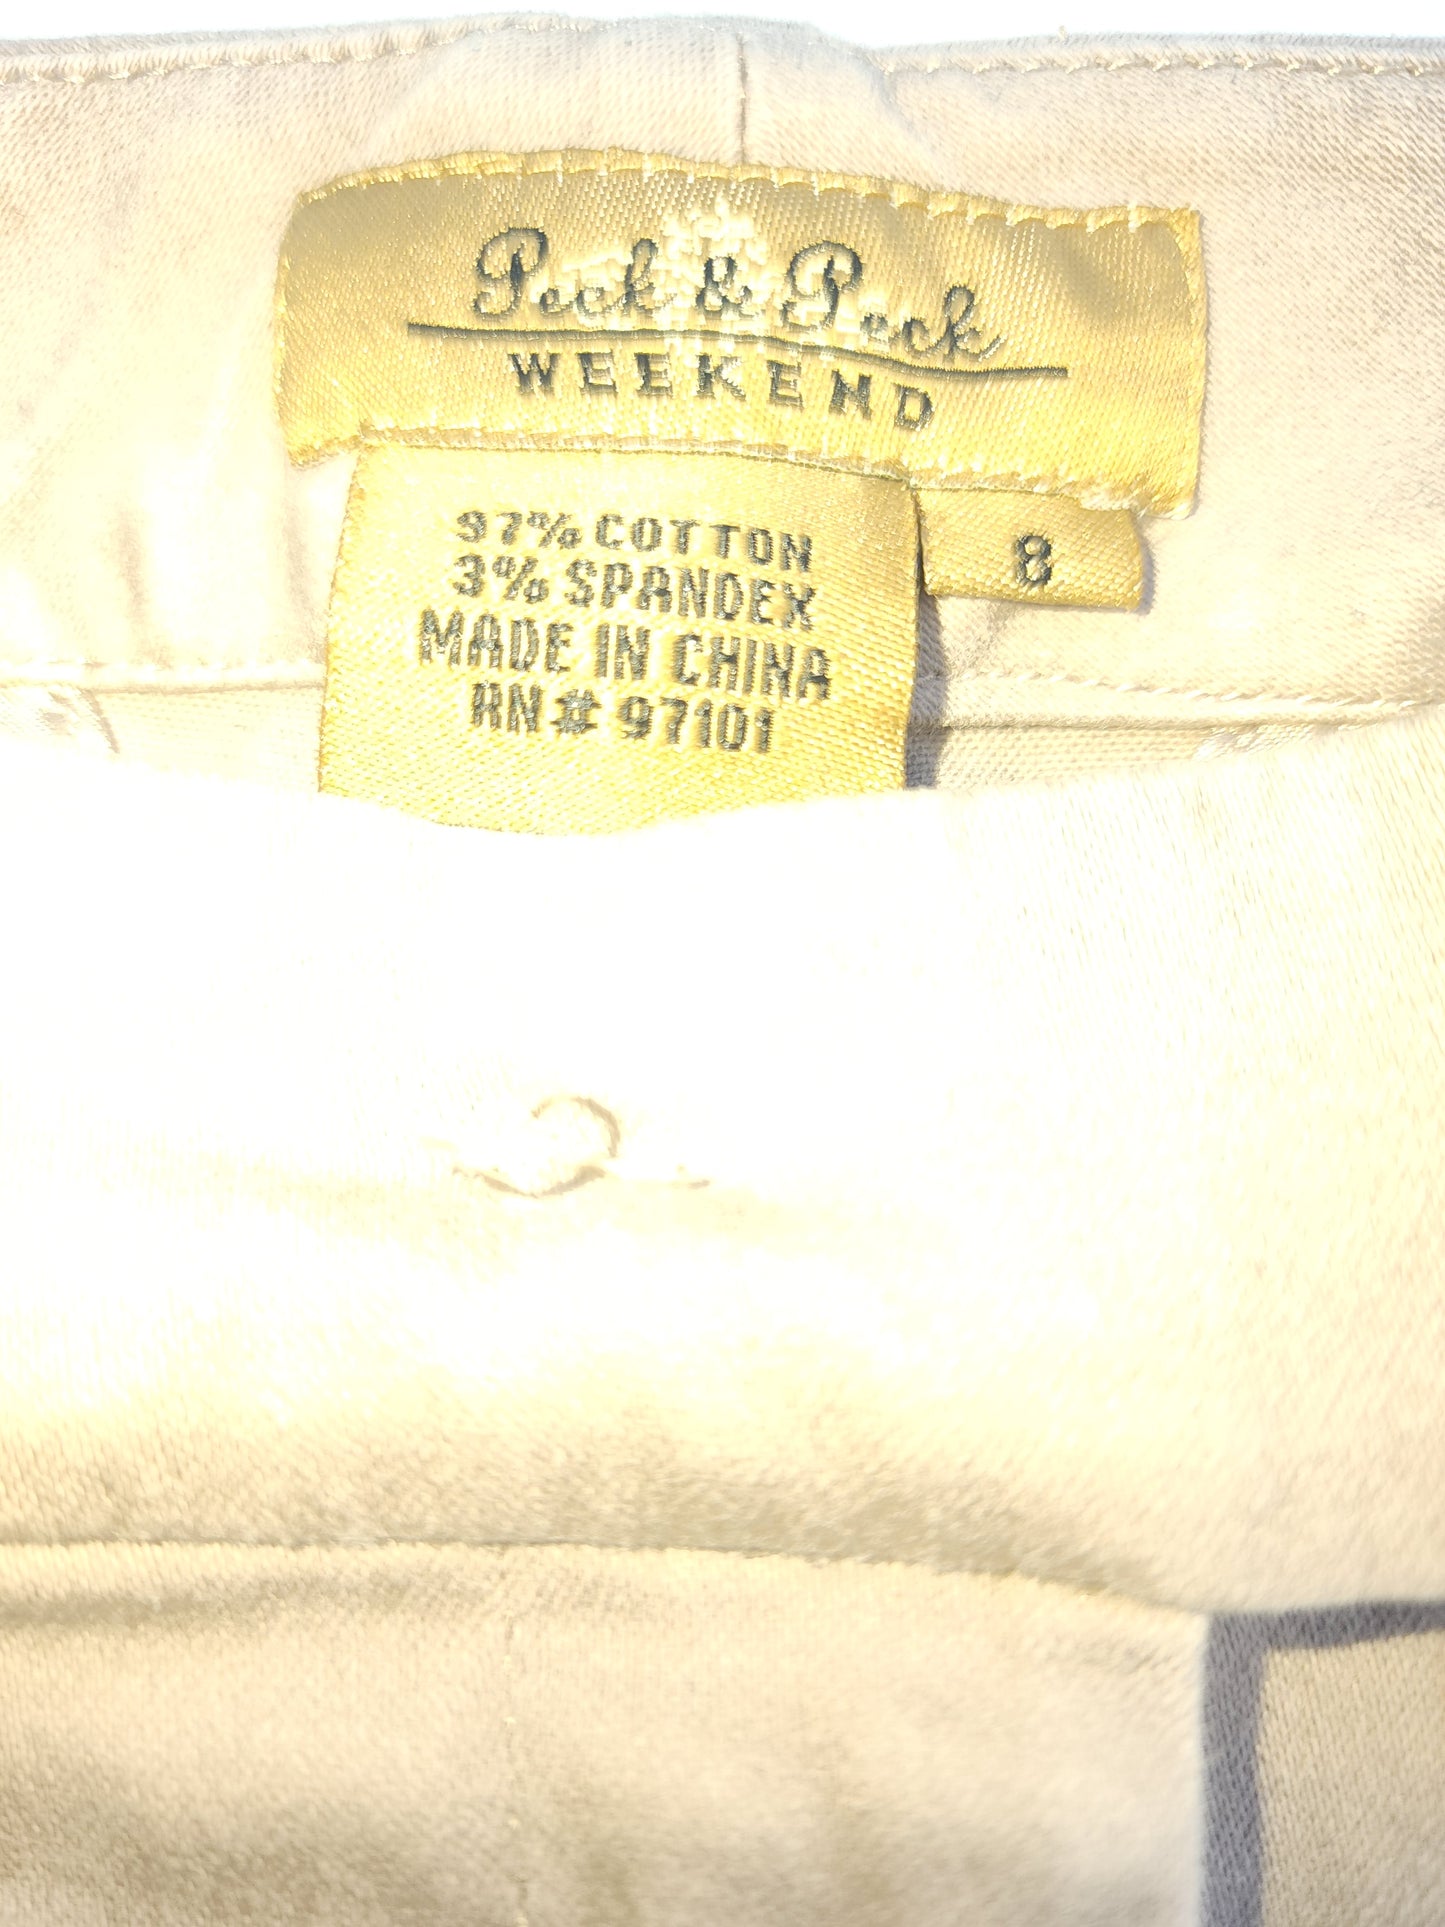 Peck & Peck
WEEKEND
8
97% COTTON
3% SPANDEX
MADE IN CHINA
RN# 97101